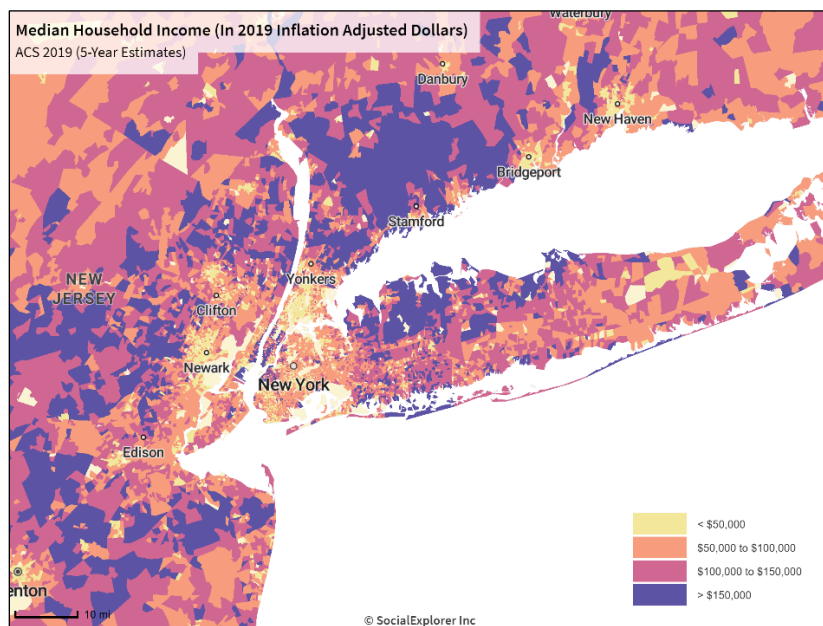 Median Household Income (In 2019 Inflation Adjusted Dollars)
ACS 2019 (5-Year Estimates)
Waterbury
Danbury
New Haven
Bridgeport
Stamford
Yonkers
NEW
JERSEY
Clifton
Newark
New York
Edison
enton
10 mi
< $50,000
$50,000 to $100,000
$100,000 to $150,000
> $150,000
© SocialExplorer Inc